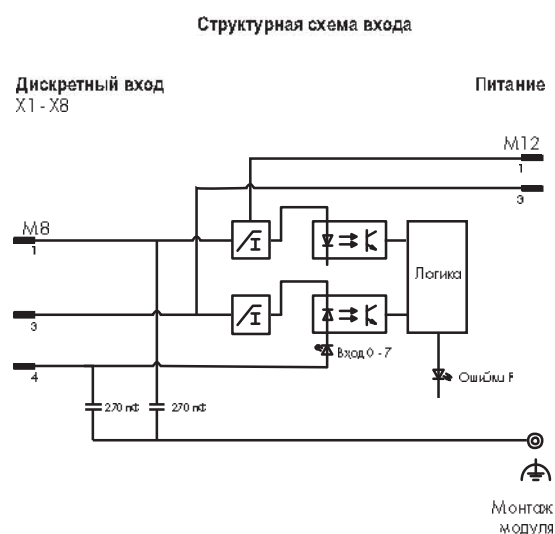 Структурная схема входа
Дискретный вход
X1 - X8
Питание
M12
1
3
M8
1
3
4
I
I
Логика
Вход 0 - 7
Ошибка F
270 пФ
270 пФ
Монтаж
модуля